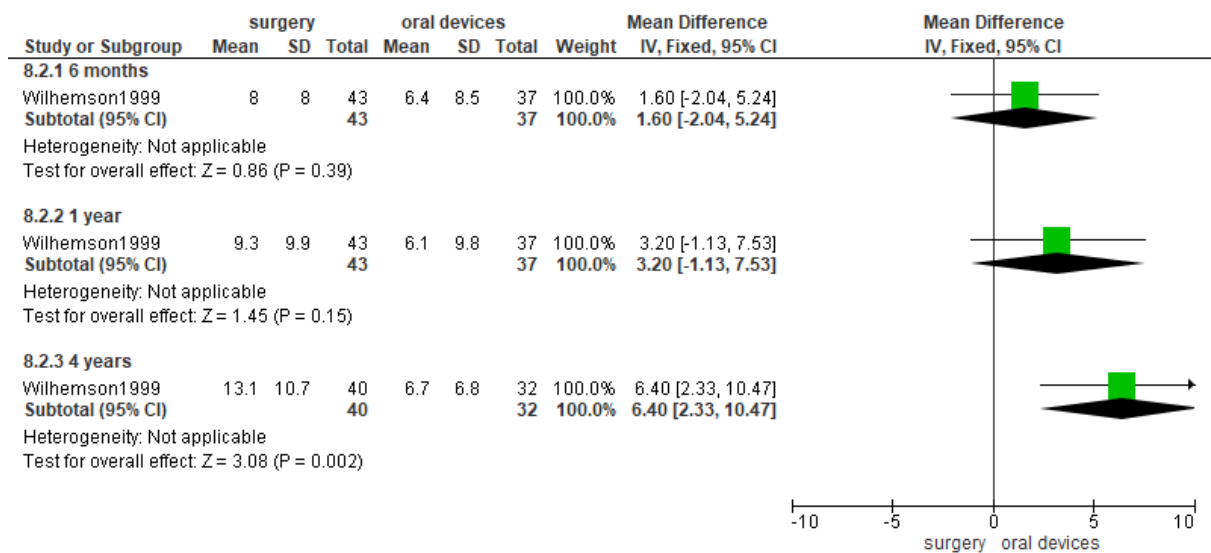 surgery oral devices Mean Difference Mean Difference
Study or Subgroup Mean SD Total Mean SD Total Weight IV, Fixed, 95% CI IV, Fixed, 95% CI
8.2.1 6 months
Wilhemson1999 8 8 43 6.4 8.5 37 100.0% 1.60 [-2.04, 5.24]
Subtotal (95% CI) 43 37 100.0% 1.60 [-2.04, 5.24]
Heterogeneity: Not applicable
Test for overall effect: Z = 0.86 (P = 0.39)
8.2.2 1 year
Wilhemson1999 9.3 9.9 43 6.1 9.8 37 100.0% 3.20 [-1.13, 7.53]
Subtotal (95% CI) 43 37 100.0% 3.20 [-1.13, 7.53]
Heterogeneity: Not applicable
Test for overall effect: Z = 1.45 (P = 0.15)
8.2.3 4 years
Wilhemson1999 13.1 10.7 40 6.7 6.8 32 100.0% 6.40 [2.33, 10.47]
Subtotal (95% CI) 40 32 100.0% 6.40 [2.33, 10.47]
Heterogeneity: Not applicable
Test for overall effect: Z = 3.08 (P = 0.002)
-10 -5 0 5 10
surgery oral devices